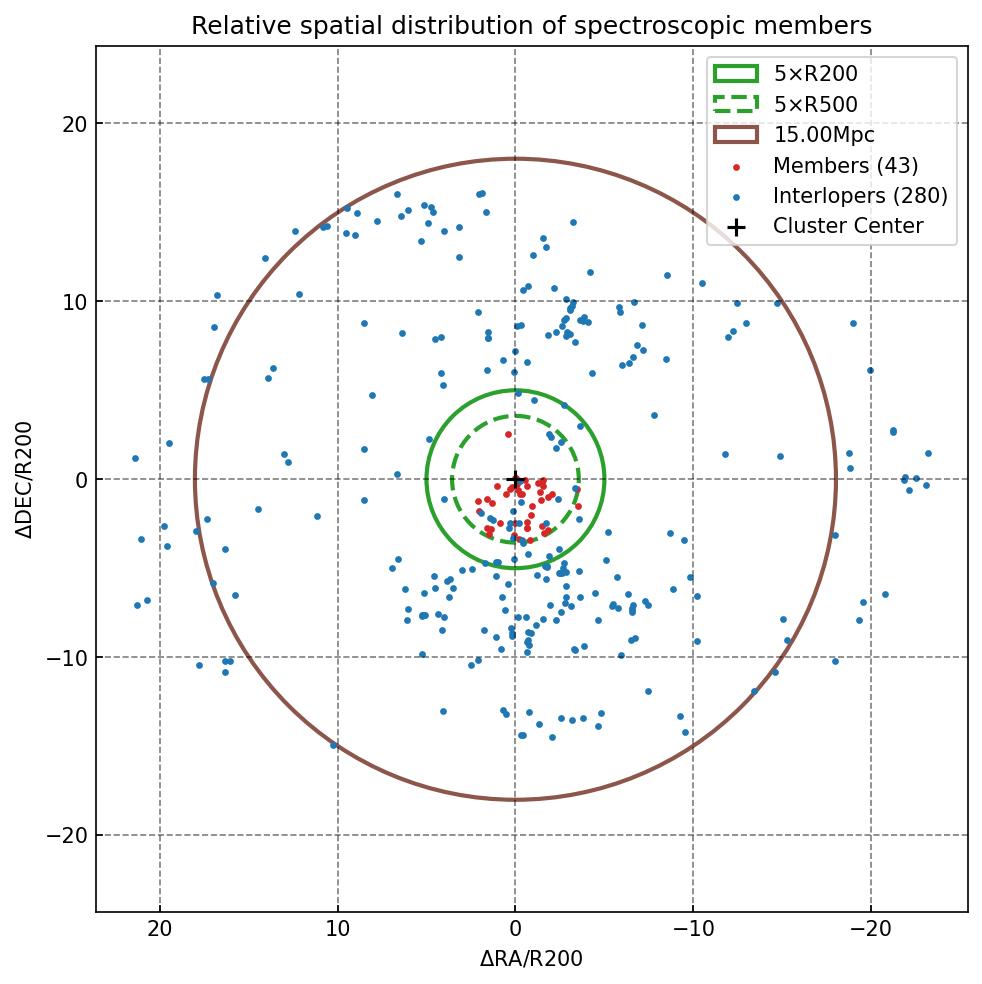 Relative spatial distribution of spectroscopic members
5×R200
5×R500
15.00Mpc
Members (43)
Interlopers (280)
Cluster Center
ΔDEC/R200
20
10
0
−10
−20
20
10
0
−10
−20
ΔRA/R200